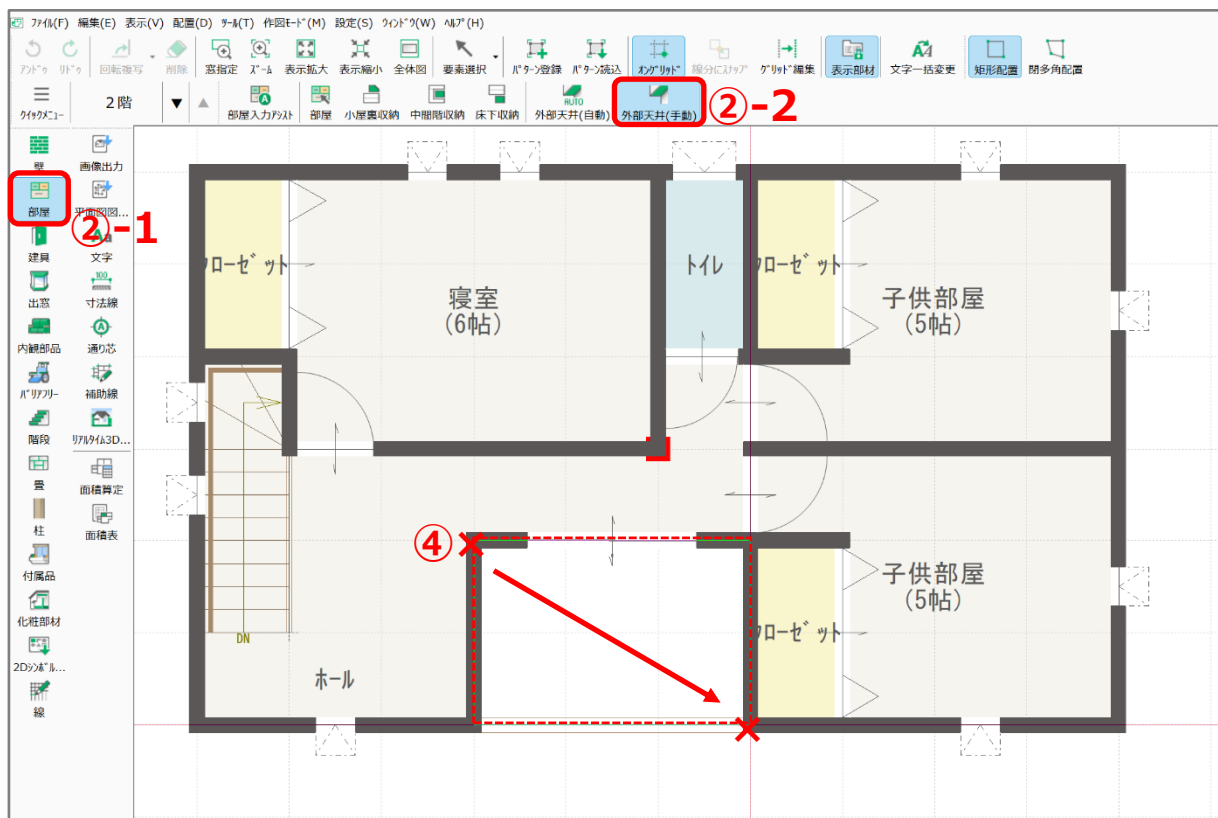 ファイル(F) 編集(E) 表示(V) 配置(D) ツール(T) 作図モード(M) 設定(S) ウィンドウ(W) ヘルプ(H)
アンドゥ リドゥ 回転複写 削除 窓指定 ズーム 表示拡大 表示縮小 全体図 要素選択 パターン登録 パターン読込 オングリッド 線分にスナップ グリッド編集 表示部材 文字一括変更 矩形配置 閉多角配置
クイックメニュー 2階 ▼ ▲ 部屋入力アシスト 部屋 小屋裏収納 中間階収納 床下収納 外部天井(自動) 外部天井(手動) ②-2
AUTO
壁 画像出力
部屋 平面図図...
②-1
建具 文字
出窓 寸法線
内観部品 通り芯
バリアフリー 補助線
階段 リアルタイム3D...
畳 面積算定
柱 面積表
付属品
化粧部材
2Dシンボル...
線
クローゼット
寝室
(6帖)
トイレ
クローゼット
子供部屋
(5帖)
④
子供部屋
(5帖)
クローゼット
DN
ホール